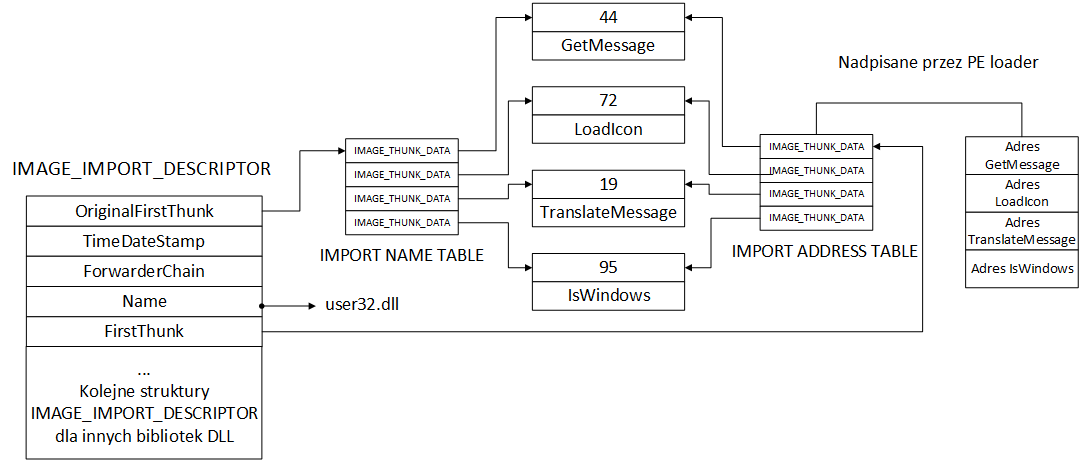 IMAGE_IMPORT_DESCRIPTOR
OriginalFirstThunk
TimeDateStamp
ForwarderChain
Name
FirstThunk
...
Kolejne struktury
IMAGE_IMPORT_DESCRIPTOR
dla innych bibliotek DLL
user32.dll
IMAGE_THUNK_DATA
IMAGE_THUNK_DATA
IMAGE_THUNK_DATA
IMAGE_THUNK_DATA
IMPORT NAME TABLE
44
GetMessage
72
LoadIcon
19
TranslateMessage
95
IsWindows
IMAGE_THUNK_DATA
IMAGE_THUNK_DATA
IMAGE_THUNK_DATA
IMAGE_THUNK_DATA
IMPORT ADDRESS TABLE
Nadpisane przez PE loader
Adres
GetMessage
Adres
LoadIcon
Adres
TranslateMessage
Adres IsWindows